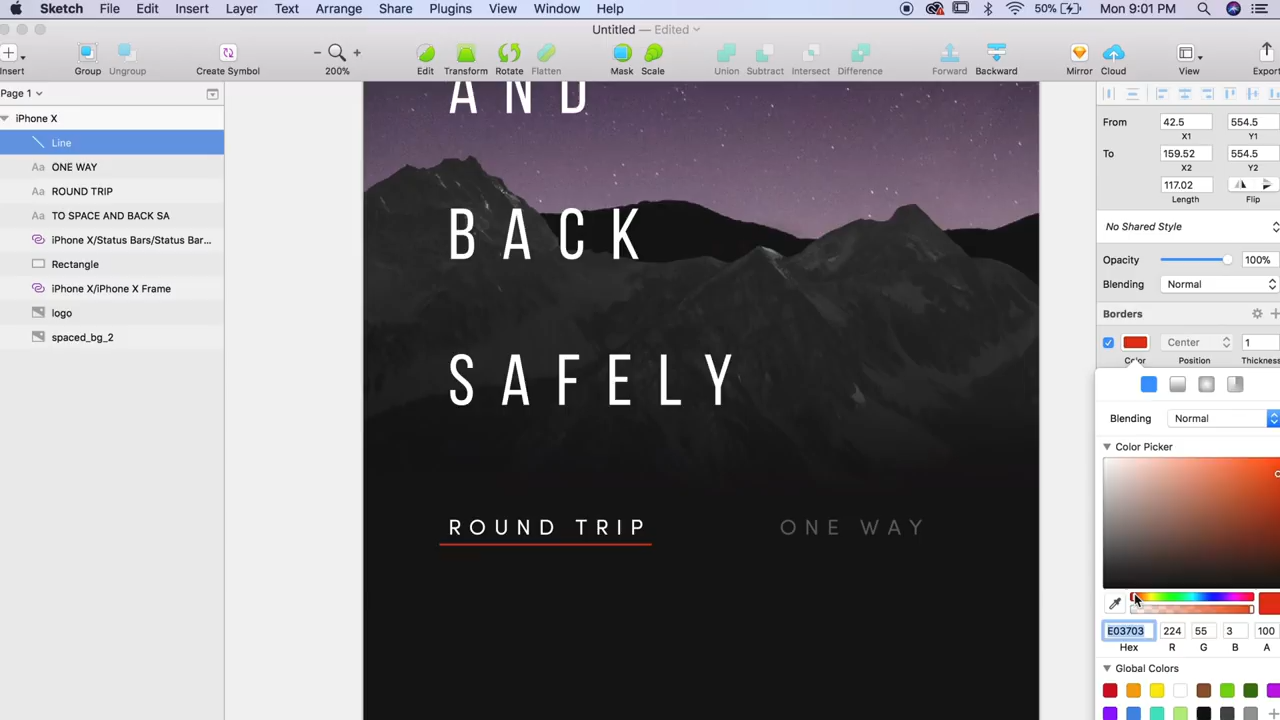 Sketch File Edit Insert Layer Text Arrange Share Plugins View Window Help 50% Mon 9:01 PM
Untitled — Edited
Insert Group Ungroup Create Symbol 200% Edit Transform Rotate Flatten Mask Scale Union Subtract Intersect Difference Forward Backward Mirror Cloud View Export
Page 1
iPhone X
Line
Aa ONE WAY
Aa ROUND TRIP
Aa TO SPACE AND BACK SA
iPhone X/Status Bars/Status Bar...
Rectangle
iPhone X/iPhone X Frame
logo
spaced_bg_2
AND
BACK
SAFELY
ROUND TRIP ONE WAY
From 42.5 554.5
X1 Y1
To 159.52 554.5
X2 Y2
117.02
Length Flip
No Shared Style
Opacity 100%
Blending Normal
Borders
Center 1
Color Position Thickness
Blending Normal
Color Picker
E03703 224 55 3 100
Hex R G B A
Global Colors